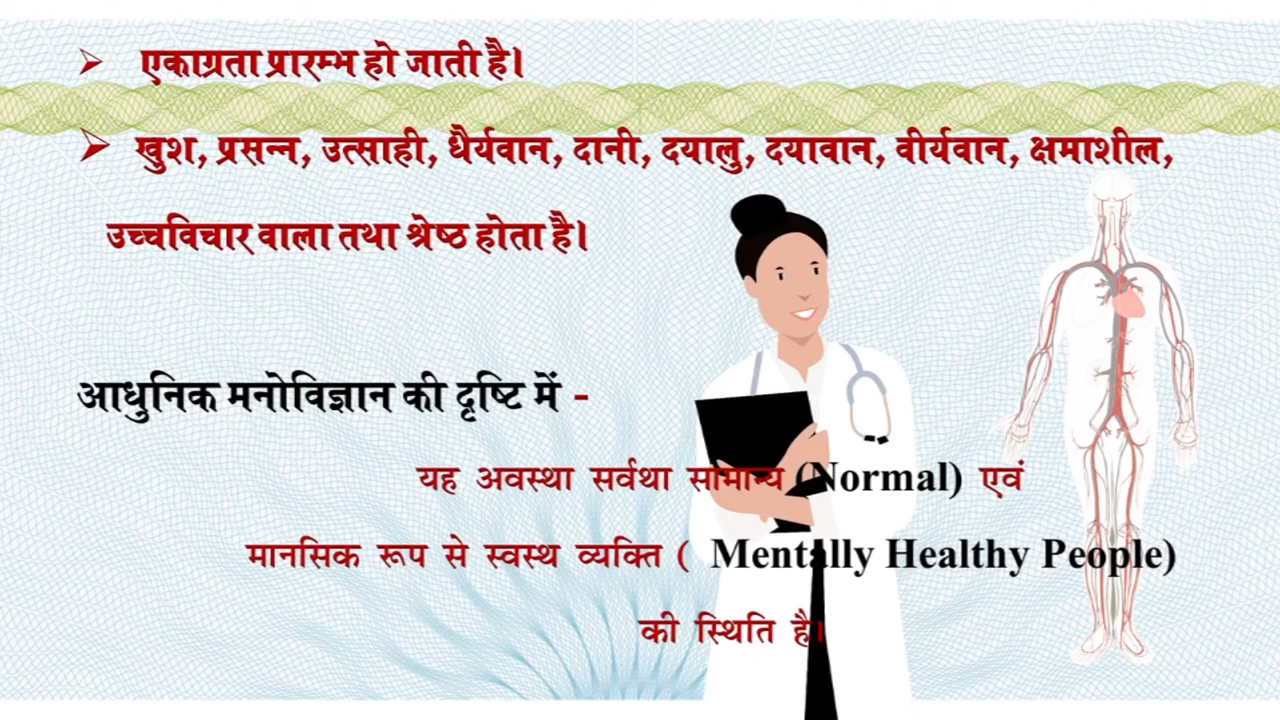 ➢ एकाग्रता प्रारम्भ हो जाती है।
➢ खुश, प्रसन्न, उत्साही, धैर्यवान, दानी, दयालु, दयावान, वीर्यवान, क्षमाशील,
उच्चविचार वाला तथा श्रेष्ठ होता है।
आधुनिक मनोविज्ञान की दृष्टि में -
यह अवस्था सर्वथा सामान्य (Normal) एवं
मानसिक रूप से स्वस्थ व्यक्ति ( Mentally Healthy People)
की स्थिति है।